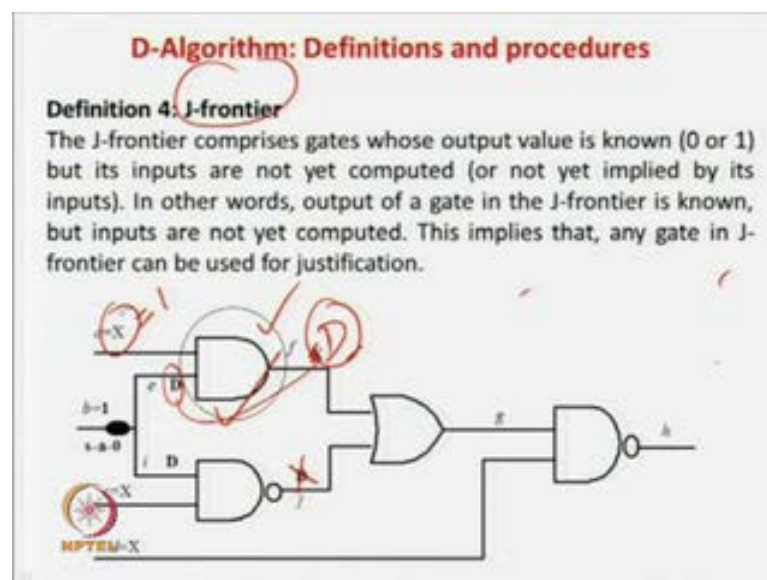 D-Algorithm: Definitions and procedures
Definition 4: J-frontier
The J-frontier comprises gates whose output value is known (0 or 1)
but its inputs are not yet computed (or not yet implied by its
inputs). In other words, output of a gate in the J-frontier is known,
but inputs are not yet computed. This implies that, any gate in J-
frontier can be used for justification.
=X = 1
D
f
e D
b=1
s-a-0
i D
g
h
=X
NPTEL =X